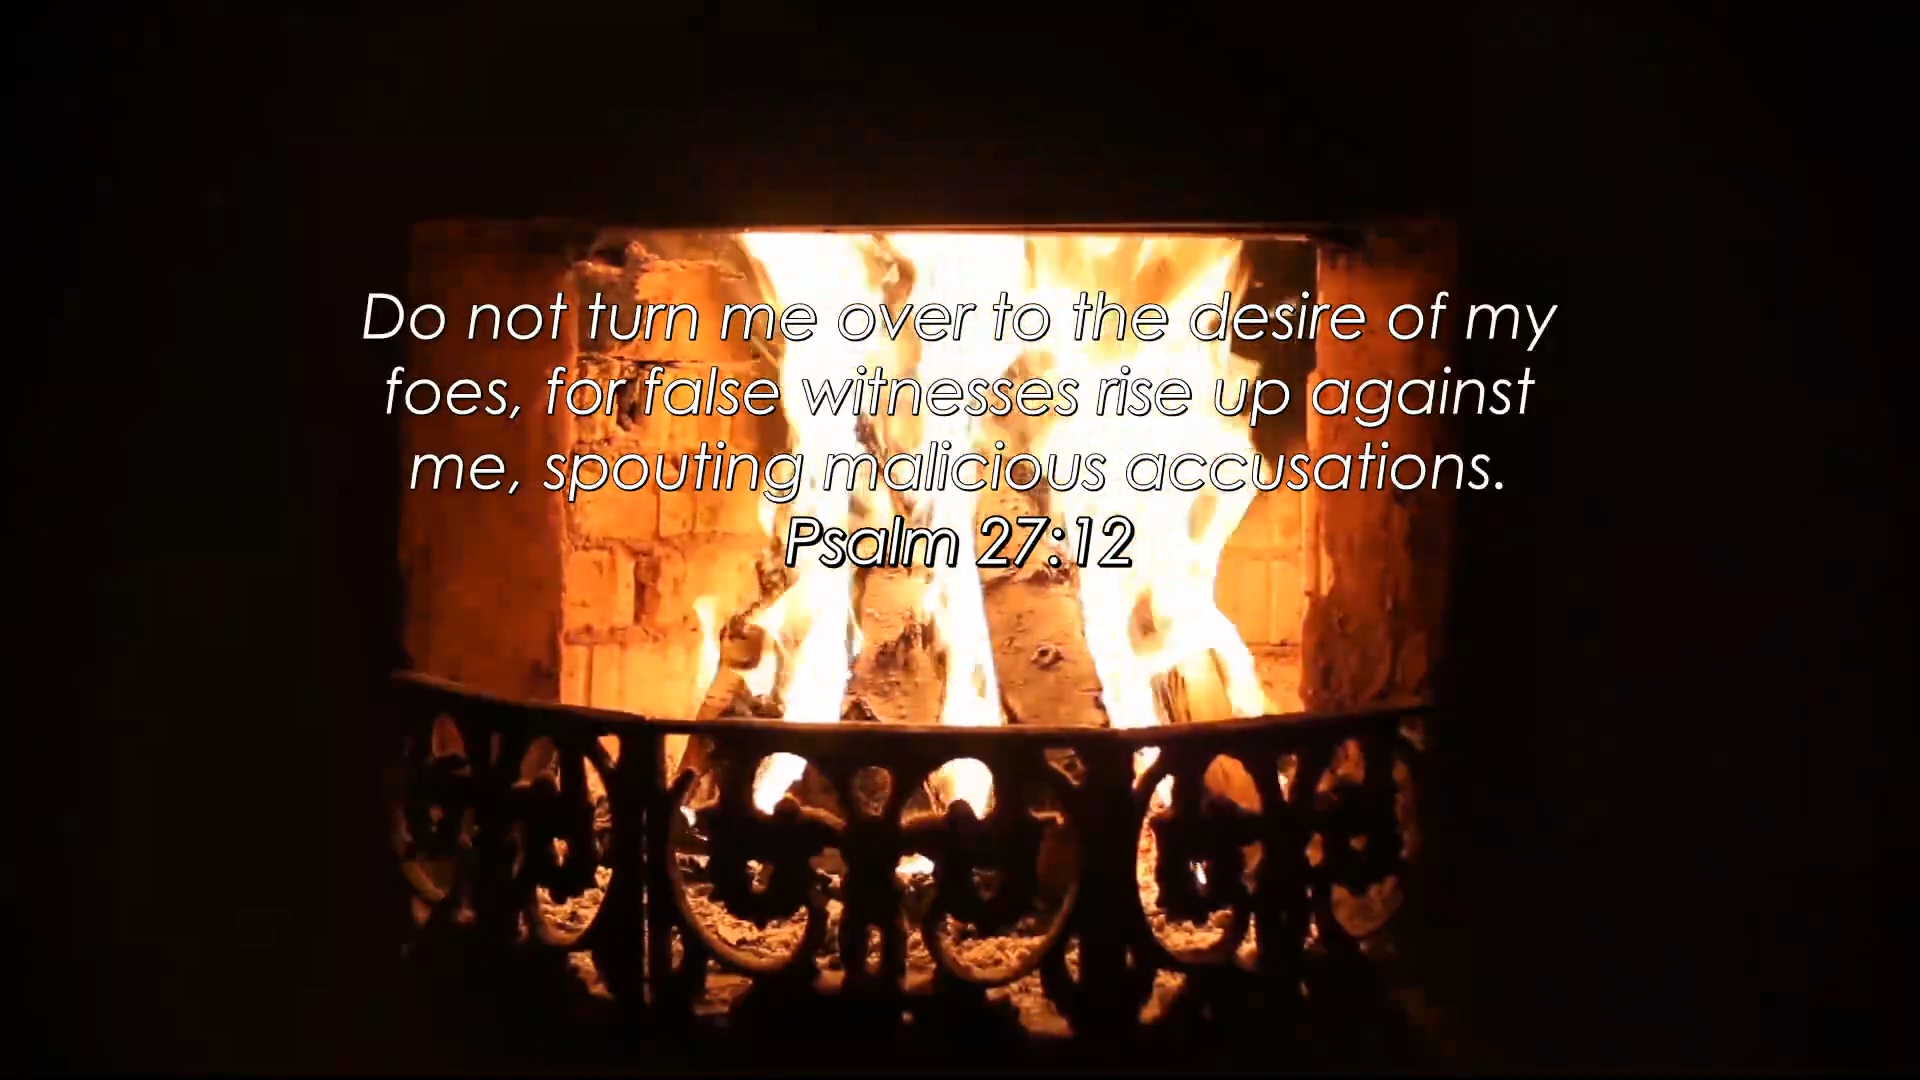 Do not turn me over to the desire of my
foes, for false witnesses rise up against
me, spouting malicious accusations.
Psalm 27:12